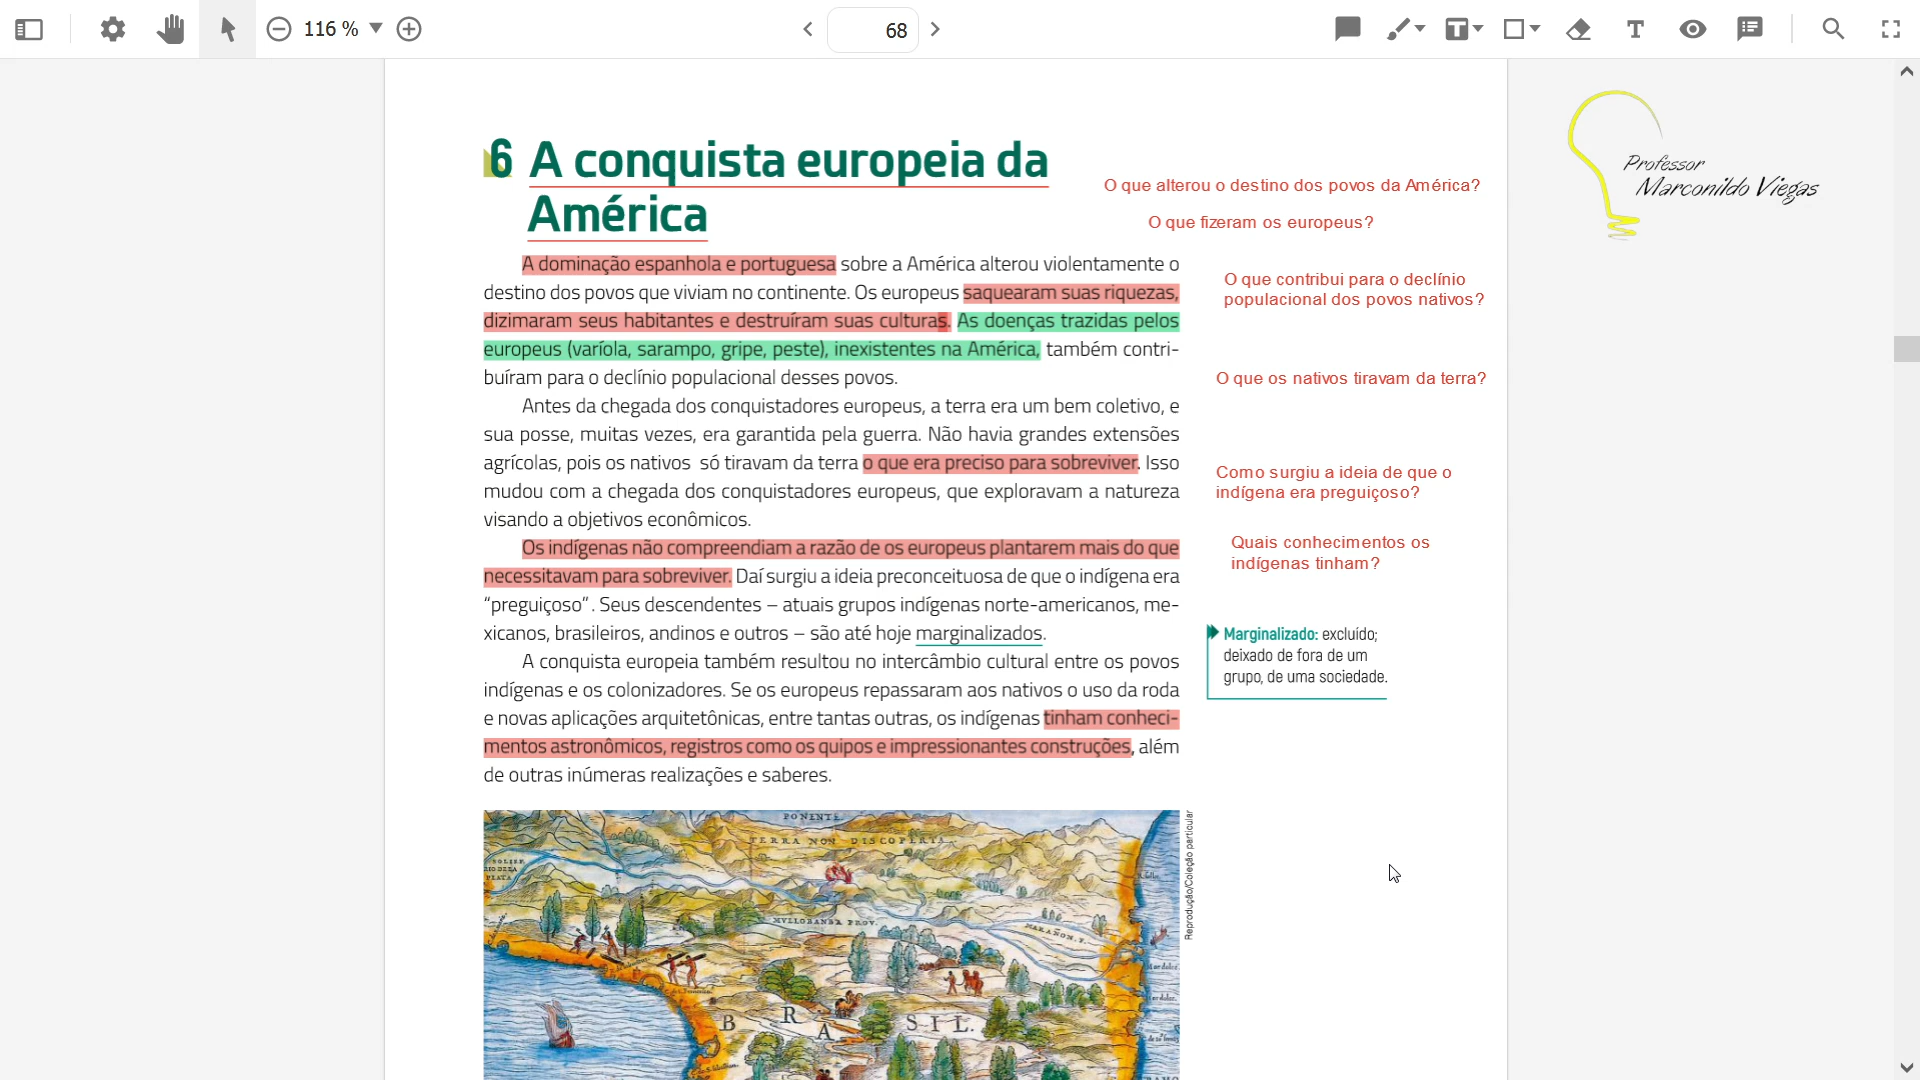 116 %
68
6 A conquista europeia da
América
O que alterou o destino dos povos da América?
O que fizeram os europeus?
A dominação espanhola e portuguesa sobre a América alterou violentamente o
destino dos povos que viviam no continente. Os europeus saquearam suas riquezas,
dizimaram seus habitantes e destruíram suas culturas. As doenças trazidas pelos
europeus (varíola, sarampo, gripe, peste), inexistentes na América, também contri-
buíram para o declínio populacional desses povos.
O que contribui para o declínio
populacional dos povos nativos?
Antes da chegada dos conquistadores europeus, a terra era um bem coletivo, e
sua posse, muitas vezes, era garantida pela guerra. Não havia grandes extensões
agrícolas, pois os nativos só tiravam da terra o que era preciso para sobreviver. Isso
mudou com a chegada dos conquistadores europeus, que exploravam a natureza
visando a objetivos econômicos.
O que os nativos tiravam da terra?
Os indígenas não compreendiam a razão de os europeus plantarem mais do que
necessitavam para sobreviver. Daí surgiu a ideia preconceituosa de que o indígena era
“preguiçoso”. Seus descendentes – atuais grupos indígenas norte-americanos, me-
xicanos, brasileiros, andinos e outros – são até hoje marginalizados.
Como surgiu a ideia de que o
indígena era preguiçoso?
A conquista europeia também resultou no intercâmbio cultural entre os povos
indígenas e os colonizadores. Se os europeus repassaram aos nativos o uso da roda
e novas aplicações arquitetônicas, entre tantas outras, os indígenas tinham conheci-
mentos astronômicos, registros como os quipos e impressionantes construções, além
de outras inúmeras realizações e saberes.
Quais conhecimentos os
indígenas tinham?
Marginalizado: excluído;
deixado de fora de um
grupo, de uma sociedade.
Professor
Marconildo Viegas
Reprodução/Coleção particular
PONENTE.
TERRA NON DISCOPERTA.
MARAÑON. F.
BRASIL.